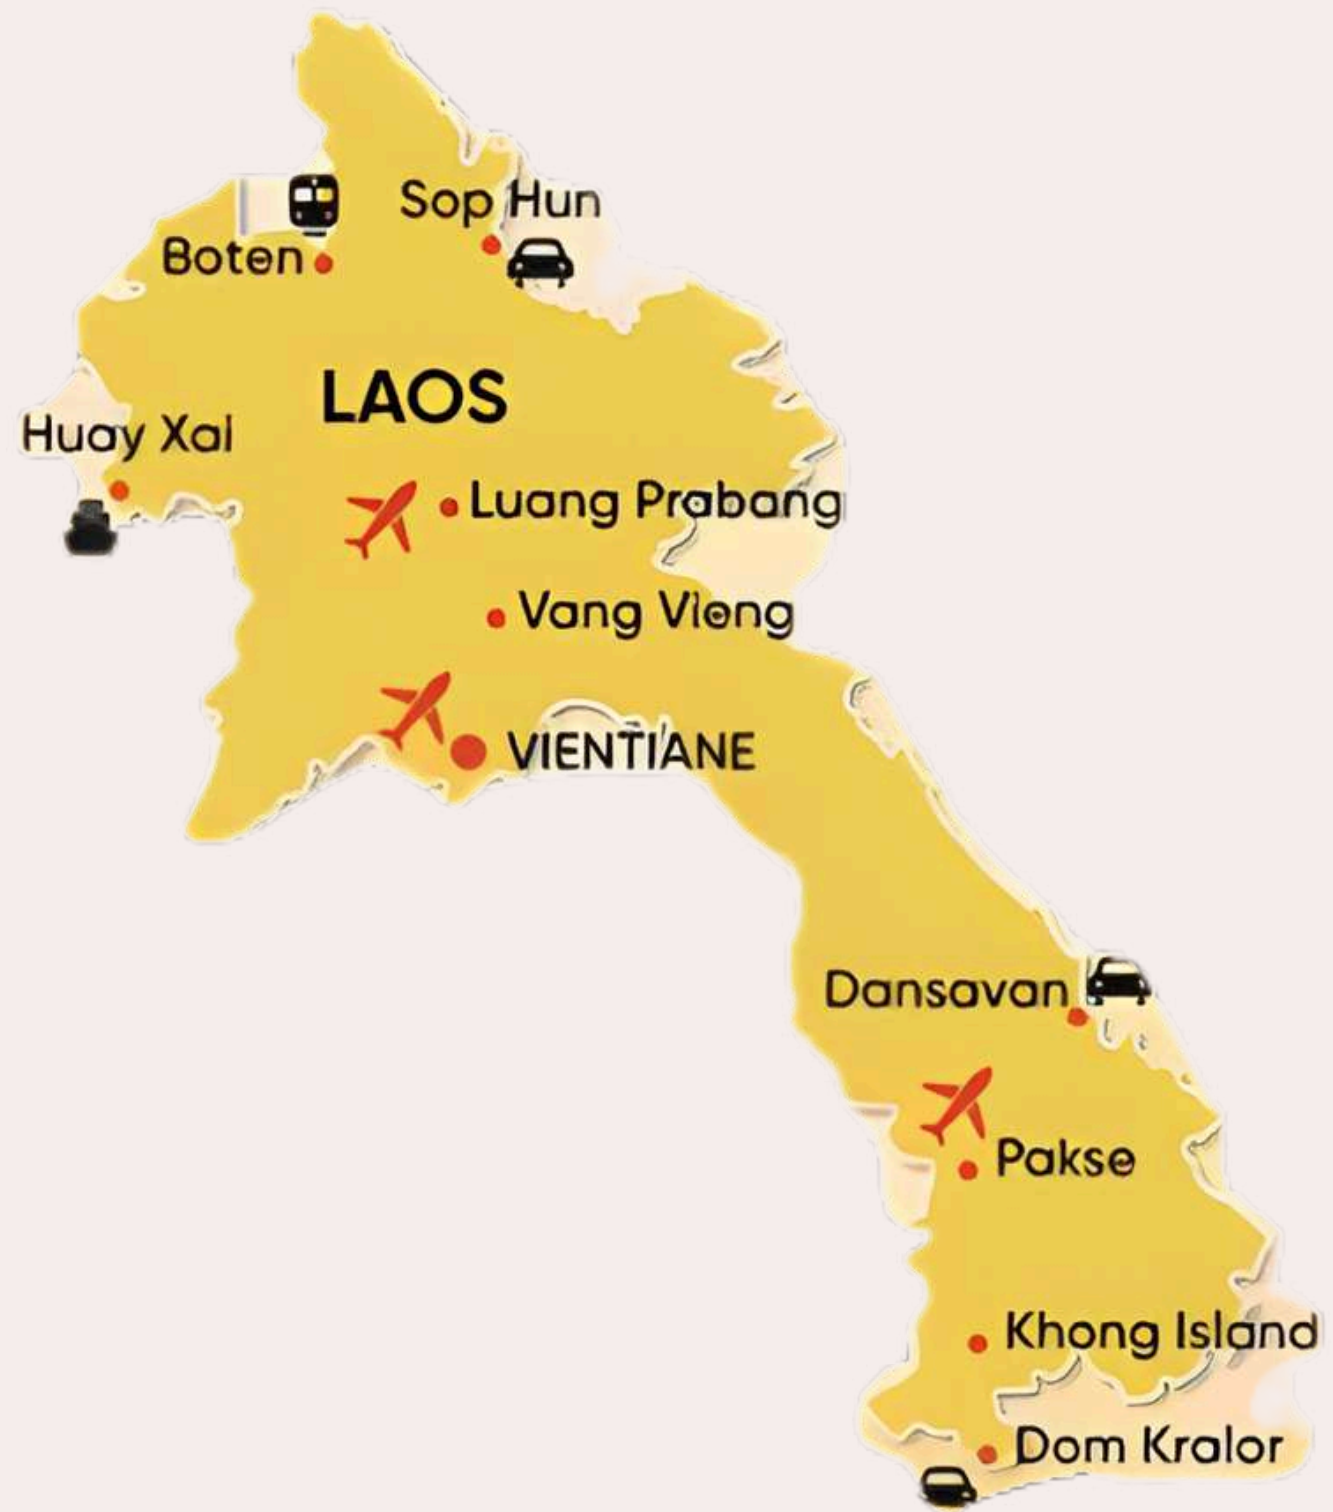 Sop Hun
Boten
LAOS
Huay Xai
Luang Prabang
Vang Vieng
VIENTIANE
Dansavan
Pakse
Khong Island
Dom Kralor